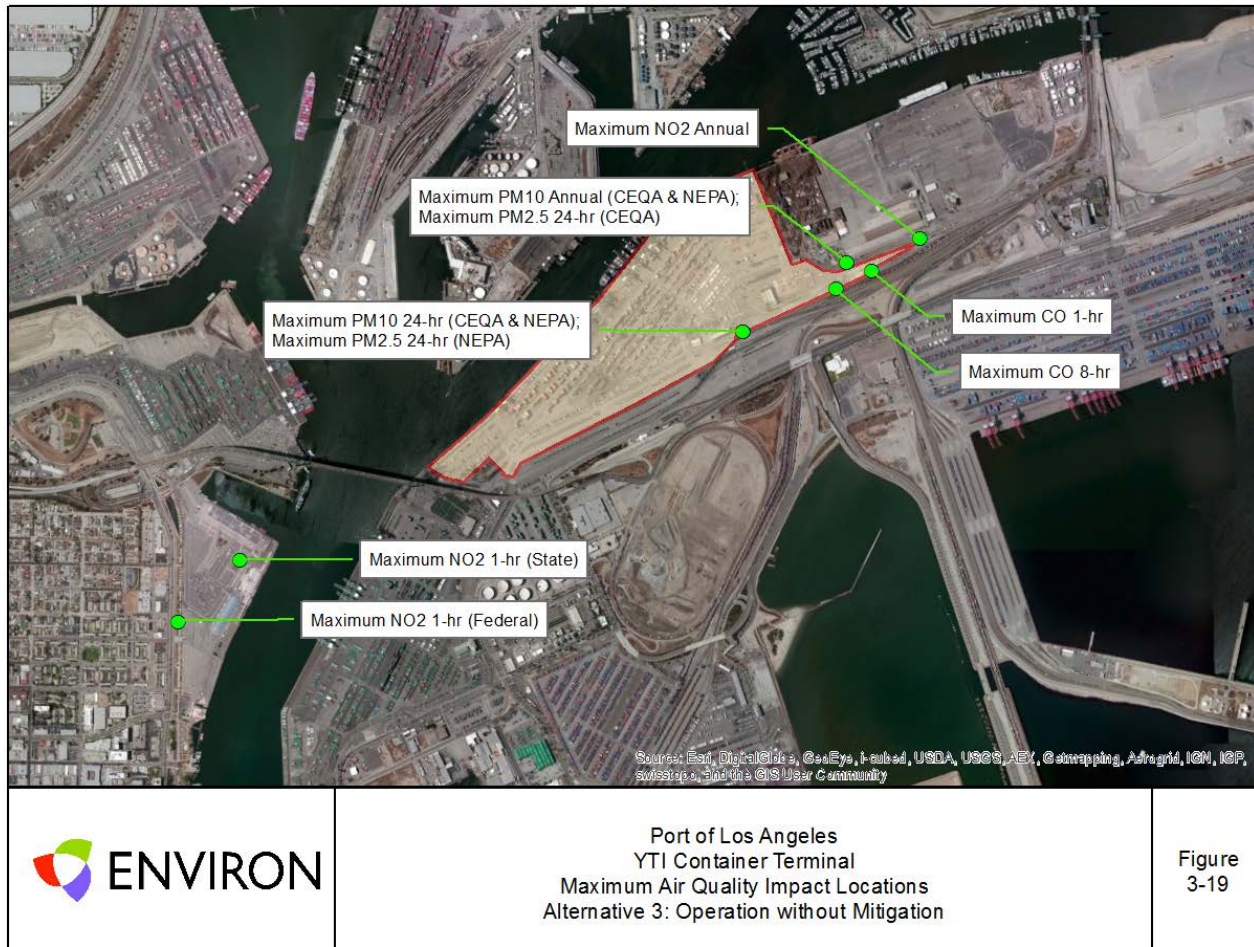 Maximum NO2 Annual
Maximum PM10 Annual (CEQA & NEPA);
Maximum PM2.5 24-hr (CEQA)
Maximum PM10 24-hr (CEQA & NEPA);
Maximum PM2.5 24-hr (NEPA)
Maximum CO 1-hr
Maximum CO 8-hr
Maximum NO2 1-hr (State)
Maximum NO2 1-hr (Federal)
Source: Esri, DigitalGlobe, GeoEye, i-cubed, USDA, USGS, AEX, Getmapping, Aerogrid, IGN, IGP,
swisstopo, and the GIS User Community
ENVIRON
Port of Los Angeles
YTI Container Terminal
Maximum Air Quality Impact Locations
Alternative 3: Operation without Mitigation
Figure
3-19